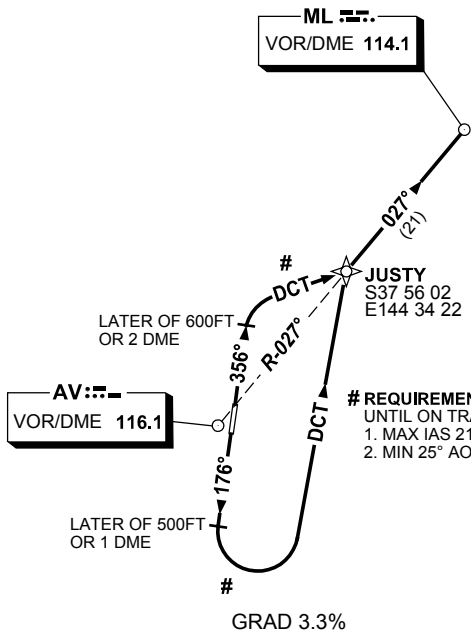 ML
VOR/DME 114.1
027°
(21)
#
DCT
JUSTY
S37 56 02
E144 34 22
LATER OF 600FT
OR 2 DME
356°
R-027°
AV
VOR/DME 116.1
DCT
# REQUIREMEN
UNTIL ON TRA
1. MAX IAS 21
2. MIN 25° AO
176°
LATER OF 500FT
OR 1 DME
#
GRAD 3.3%